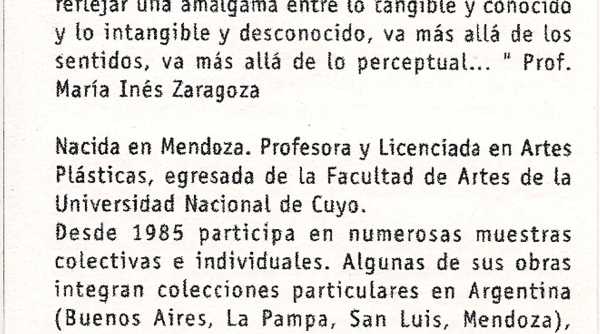 reflejar una amalgama entre lo tangible y conocido
y lo intangible y desconocido, va más allá de los
sentidos, va más allá de lo perceptual... " Prof.
María Inés Zaragoza
Nacida en Mendoza. Profesora y Licenciada en Artes
Plásticas, egresada de la Facultad de Artes de la
Universidad Nacional de Cuyo.
Desde 1985 participa en numerosas muestras
colectivas e individuales. Algunas de sus obras
integran colecciones particulares en Argentina
(Buenos Aires, La Pampa, San Luis, Mendoza),